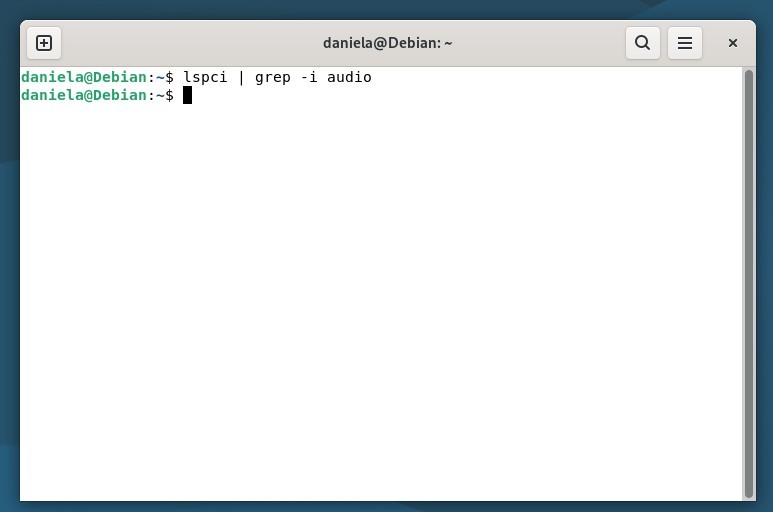 daniela@Debian: ~
daniela@Debian:~$ lspci | grep -i audio
daniela@Debian:~$